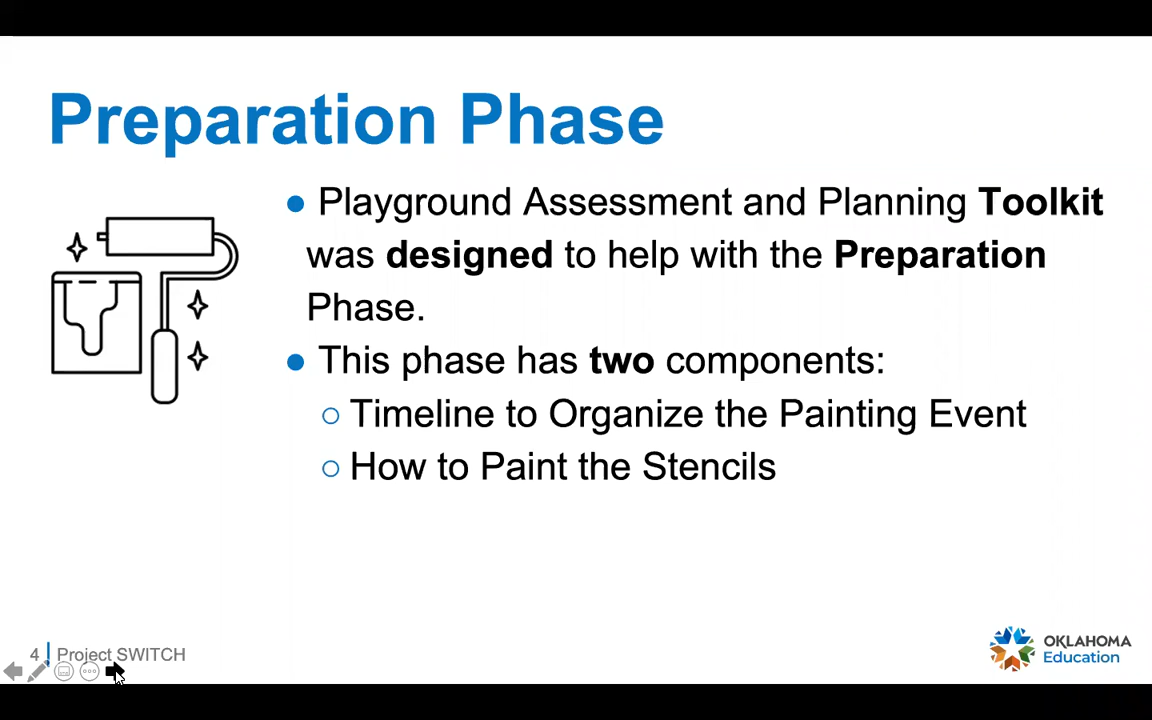 Preparation Phase
● Playground Assessment and Planning Toolkit
was designed to help with the Preparation
Phase.
● This phase has two components:
○ Timeline to Organize the Painting Event
○ How to Paint the Stencils
4 | Project SWITCH
OKLAHOMA
Education